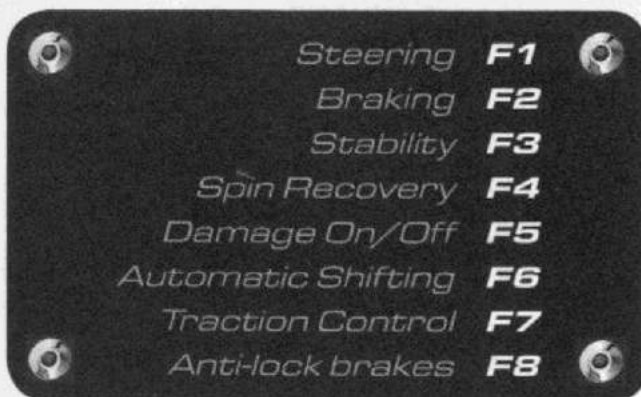 Steering F1
Braking F2
Stability F3
Spin Recovery F4
Damage On/Off F5
Automatic Shifting F6
Traction Control F7
Anti-lock brakes F8